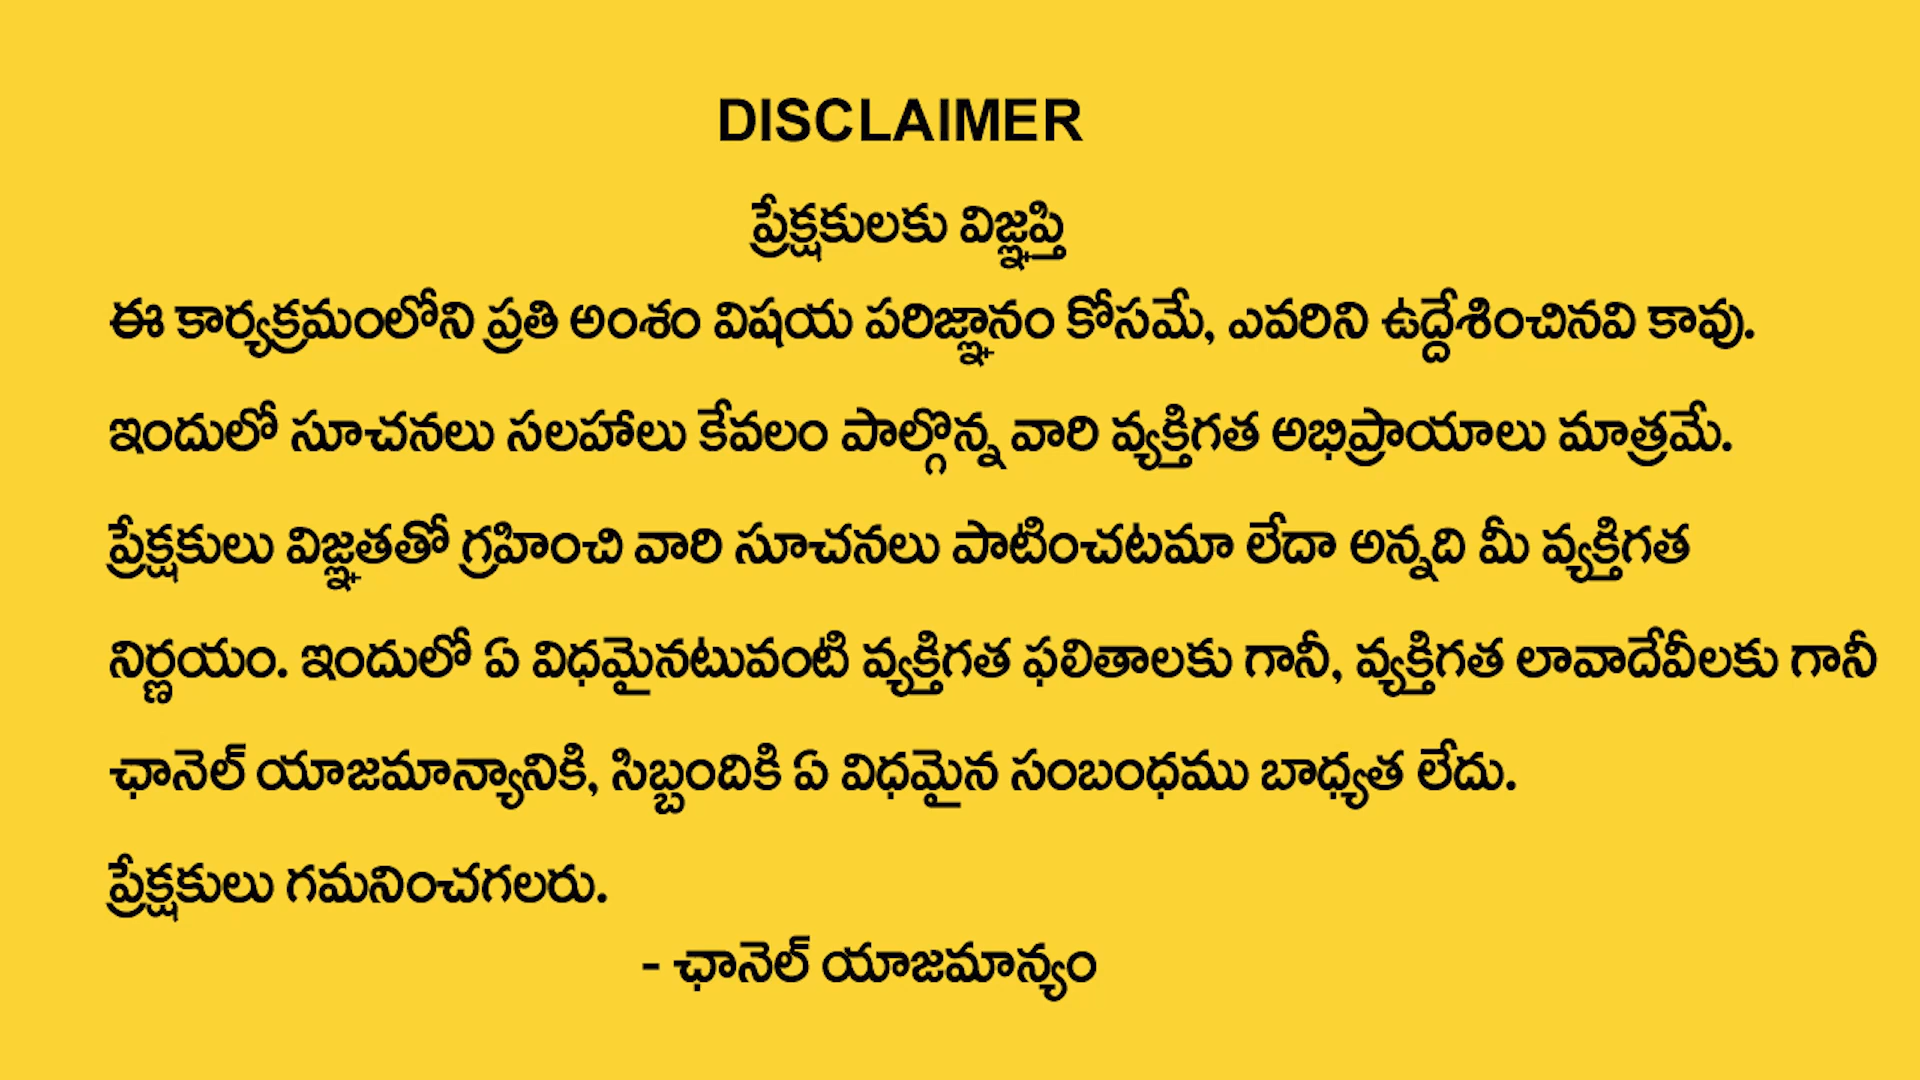 DISCLAIMER
ప్రేక్షకులకు విజ్ఞప్తి
ఈ కార్యక్రమంలోని ప్రతి అంశం విషయ పరిజ్ఞానం కోసమే, ఎవరిని ఉద్దేశించినవి కావు.
ఇందులో సూచనలు సలహాలు కేవలం పాల్గొన్న వారి వ్యక్తిగత అభిప్రాయాలు మాత్రమే.
ప్రేక్షకులు విజ్ఞతతో గ్రహించి వారి సూచనలు పాటించటమా లేదా అన్నది మీ వ్యక్తిగత
నిర్ణయం. ఇందులో ఏ విధమైనటువంటి వ్యక్తిగత ఫలితాలకు గానీ, వ్యక్తిగత లావాదేవీలకు గానీ
ఛానెల్ యాజమాన్యానికి, సిబ్బందికి ఏ విధమైన సంబంధము బాధ్యత లేదు.
ప్రేక్షకులు గమనించగలరు.
- ఛానెల్ యాజమాన్యం